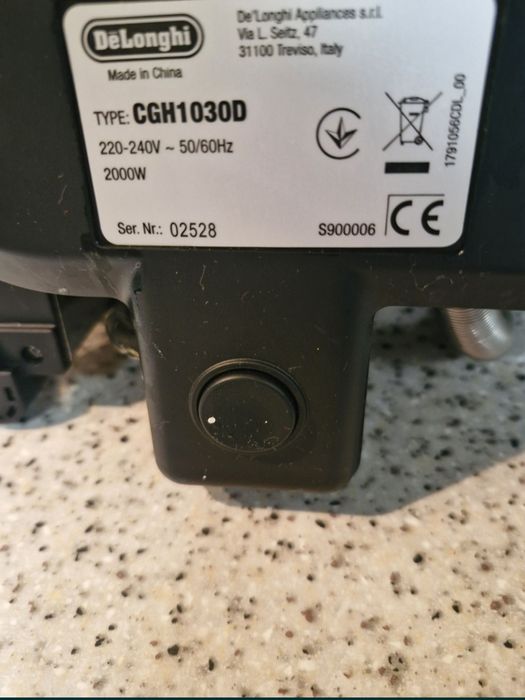 DeLonghi
De'Longhi Appliances s.r.l.
Via L. Seitz, 47
31100 Treviso, Italy
Made in China
TYPE: CGH1030D
220-240V ~ 50/60Hz
2000W
1791056CDL_00
Ser. Nr.: 02528
S900006
CE